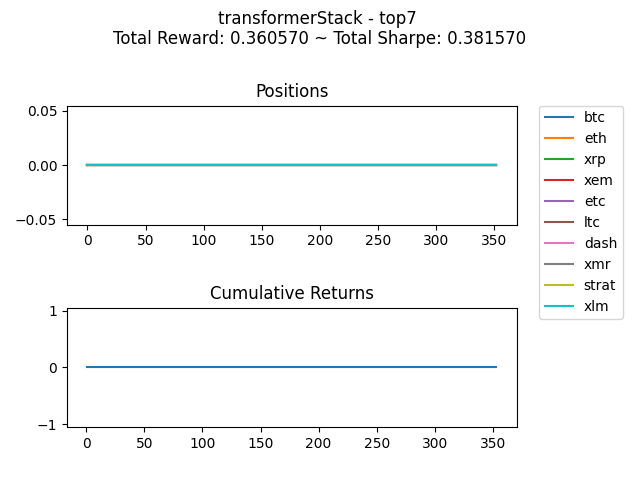 transformerStack - top7
Total Reward: 0.360570 ~ Total Sharpe: 0.381570
Positions
0.05
0.00
−0.05
0 50 100 150 200 250 300 350
btc
eth
xrp
xem
etc
ltc
dash
xmr
strat
xlm
Cumulative Returns
1
0
−1
0 50 100 150 200 250 300 350